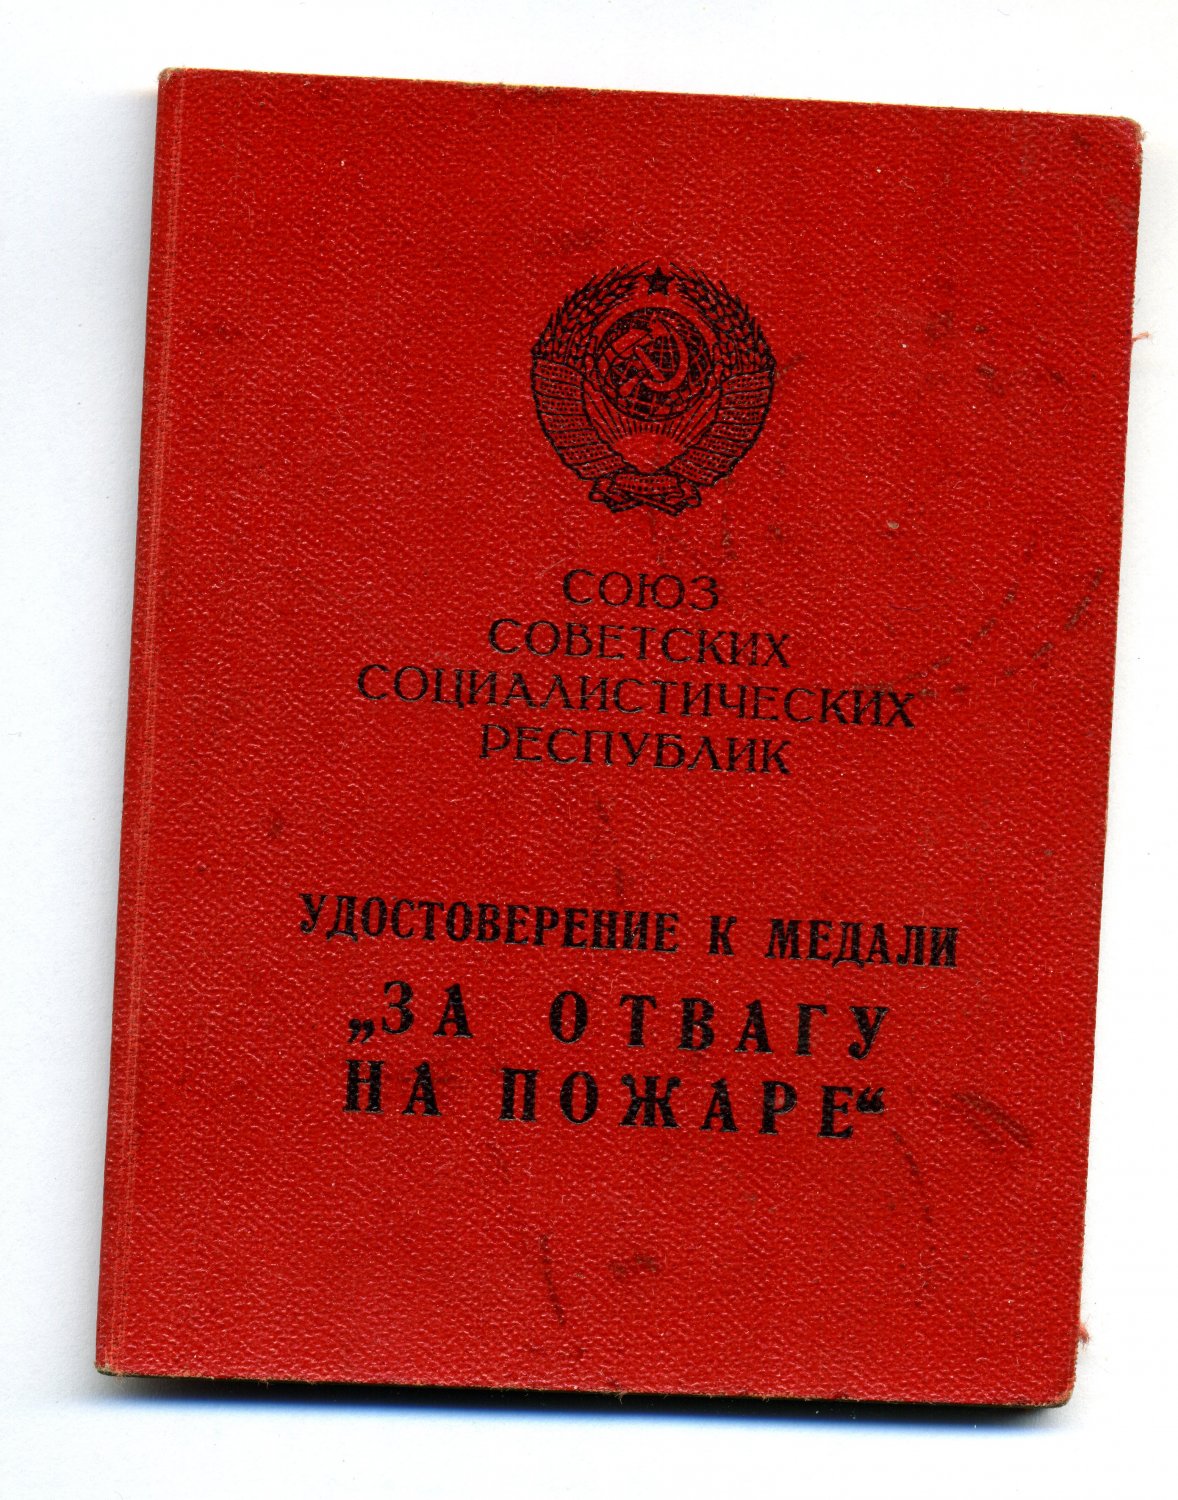 СОЮЗ
СОВЕТСКИХ
СОЦИАЛИСТИЧЕСКИХ
РЕСПУБЛИК
УДОСТОВЕРЕНИЕ К МЕДАЛИ
„ЗА ОТВАГУ
НА ПОЖАРЕ“